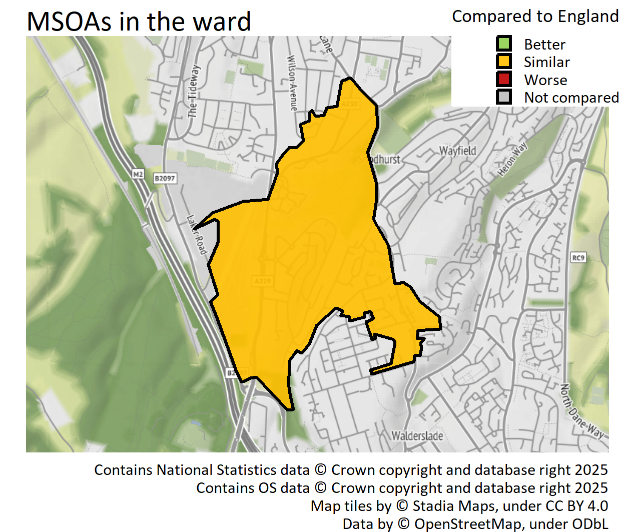 MSOAs in the ward
Compared to England
Better
Similar
Worse
Not compared
The Tideway
Wilson Avenue
Lane
M2
B2097
dhurst
Wayfield
Heron Way
Road
RC9
North Dane Way
Walderslade
Contains National Statistics data © Crown copyright and database right 2025
Contains OS data © Crown copyright and database right 2025
Map tiles by © Stadia Maps, under CC BY 4.0
Data by © OpenStreetMap, under ODbL